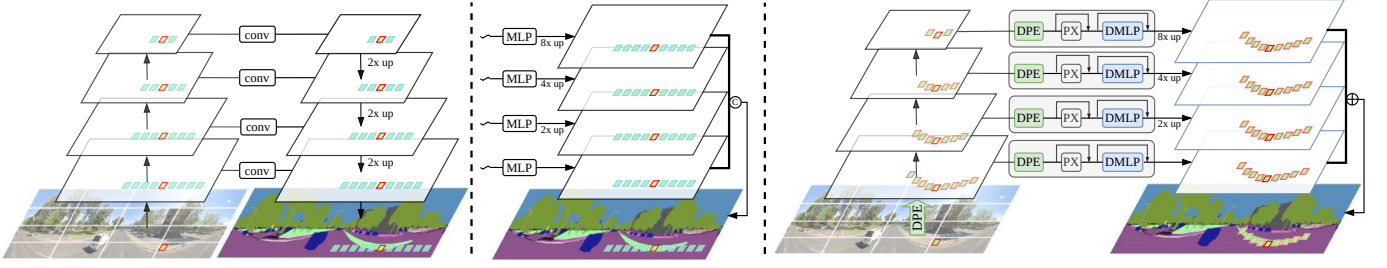 conv
2x up
conv
2x up
conv
2x up
conv
MLP
8x up
MLP
4x up
MLP
2x up
MLP
C
DPE PX DMLP
8x up
DPE PX DMLP
4x up
DPE PX DMLP
2x up
DPE PX DMLP
DPE